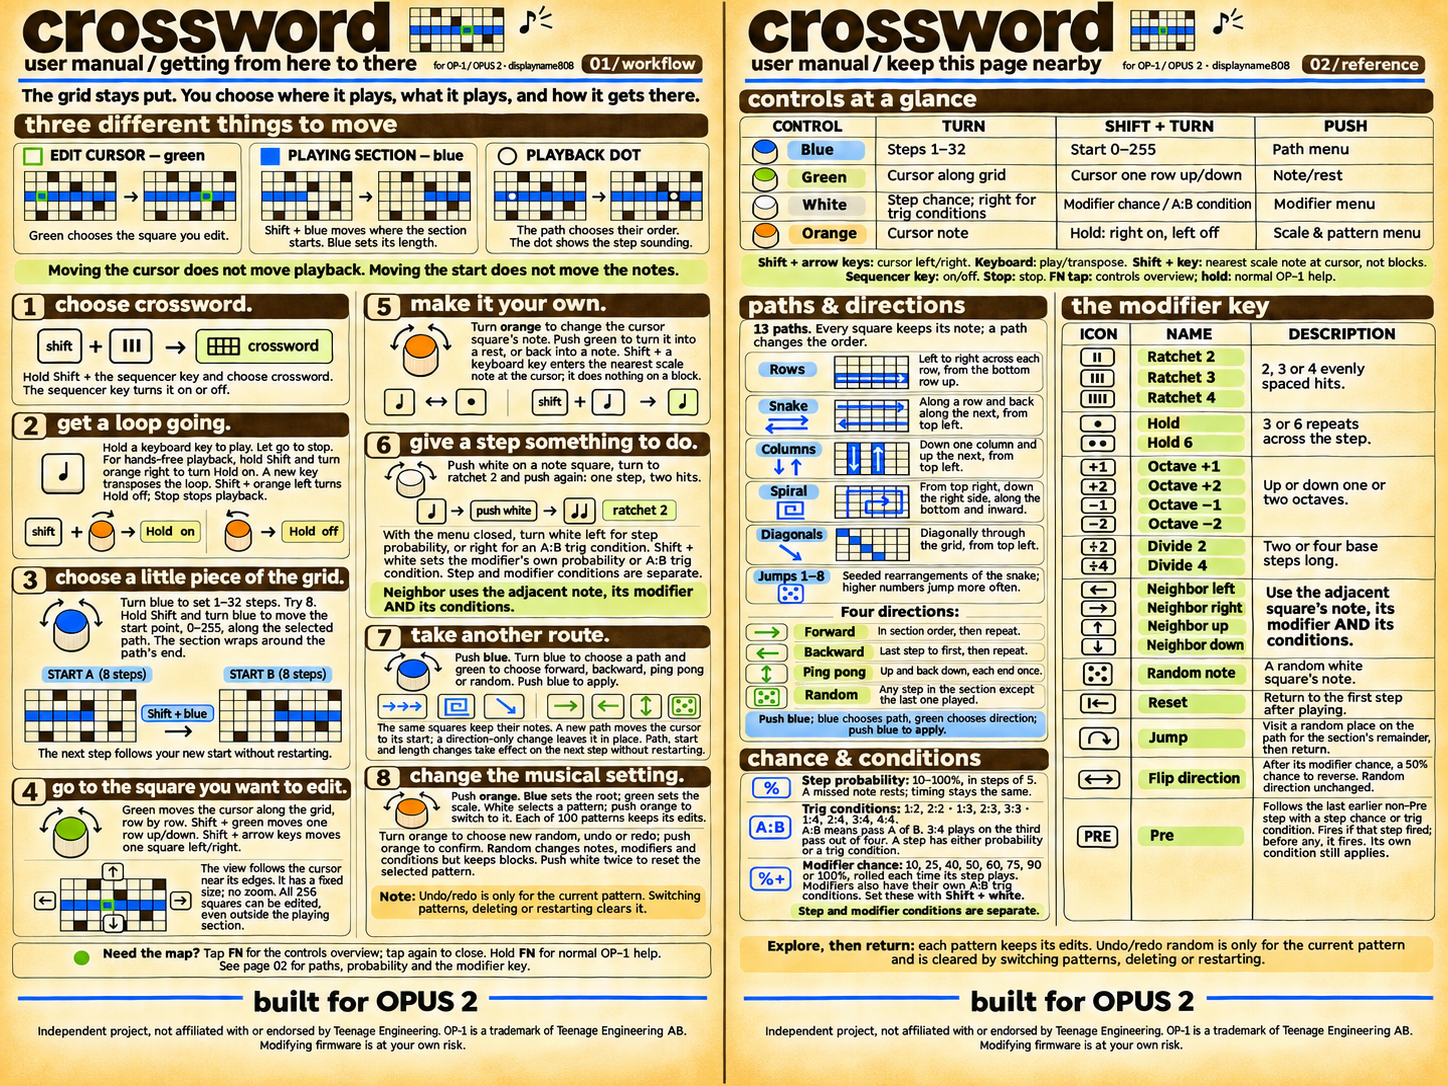 crossword
user manual / getting from here to there
for OP-1/ OPUS 2 · displayname808
01/workflow
The grid stays put. You choose where it plays, what it plays, and how it gets there.
three different things to move
EDIT CURSOR — green
Green chooses the square you edit.
PLAYING SECTION — blue
Shift + blue moves where the section
starts. Blue sets its length.
PLAYBACK DOT
The path chooses their order.
The dot shows the step sounding.
Moving the cursor does not move playback. Moving the start does not move the notes.
1 choose crossword.
shift + → crossword
Hold Shift + the sequencer key and choose crossword.
The sequencer key turns it on or off.
2 get a loop going.
Hold a keyboard key to play. Let go to stop.
For hands-free playback, hold Shift and turn
orange right to turn Hold on. A new key
transposes the loop. Shift + orange left turns
Hold off; Stop stops playback.
shift + → Hold on
→ Hold off
3 choose a little piece of the grid.
Turn blue to set 1–32 steps. Try 8.
Hold Shift and turn blue to move the
start point, 0–255, along the selected
path. The section wraps around the
path's end.
START A (8 steps)
START B (8 steps)
Shift + blue
→
The next step follows your new start without restarting.
4 go to the square you want to edit.
Green moves the cursor along the grid,
row by row. Shift + green moves one
row up/down. Shift + arrow keys moves
one square left/right.
↑
← →
↓
The view follows the cursor
near its edges. It has a fixed
size; no zoom. All 256
squares can be edited,
even outside the playing
section.
5 make it your own.
Turn orange to change the cursor
square's note. Push green to turn it into
a rest, or back into a note. Shift + a
keyboard key enters the nearest scale
note at the cursor; it does nothing on a block.
♩ ↔ • shift + ♩ → ♩
6 give a step something to do.
Push white on a note square, turn to
ratchet 2 and push again: one step, two hits.
♩ → push white → ♫ ratchet 2
With the menu closed, turn white left for step
probability, or right for an A:B trig condition. Shift +
white sets the modifier's own probability or A:B trig
condition. Step and modifier conditions are separate.
Neighbor uses the adjacent note, its modifier
AND its conditions.
7 take another route.
Push blue. Turn blue to choose a path and
green to choose forward, backward, ping pong
or random. Push blue to apply.
The same squares keep their notes. A new path moves the cursor
to its start; a direction-only change leaves it in place. Path, start
and length changes take effect on the next step without restarting.
8 change the musical setting.
Push orange. Blue sets the root; green sets the
scale. White selects a pattern; push orange to
switch to it. Each of 100 patterns keeps its edits.
Turn orange to choose new random, undo or redo; push
orange to confirm. Random changes notes, modifiers and
conditions but keeps blocks. Push white twice to reset the
selected pattern.
Note: Undo/redo is only for the current pattern. Switching
patterns, deleting or restarting clears it.
Need the map? Tap FN for the controls overview; tap again to close. Hold FN for normal OP-1 help.
See page 02 for paths, probability and the modifier key.
built for OPUS 2
Independent project, not affiliated with or endorsed by Teenage Engineering. OP-1 is a trademark of Teenage Engineering AB.
Modifying firmware is at your own risk.
crossword
user manual / keep this page nearby
for OP-1/ OPUS 2 · displayname808
02/reference
controls at a glance
CONTROL TURN SHIFT + TURN PUSH
Blue Steps 1–32 Start 0–255 Path menu
Green Cursor along grid Cursor one row up/down Note/rest
White Step chance; right for
trig conditions Modifier chance / A:B condition Modifier menu
Orange Cursor note Hold: right on, left off Scale & pattern menu
Shift + arrow keys: cursor left/right. Keyboard: play/transpose. Shift + key: nearest scale note at cursor, not blocks.
Sequencer key: on/off. Stop: stop. FN tap: controls overview; hold: normal OP-1 help.
paths & directions
13 paths. Every square keeps its note; a path
changes the order.
Rows
Left to right across each
row, from the bottom
row up.
Snake
Along a row and back
along the next, from
top left.
Columns
Down one column and
up the next, from
top left.
Spiral
From top right, down
the right side, along the
bottom and inward.
Diagonals
Diagonally through
the grid, from top left.
Jumps 1–8
Seeded rearrangements of the snake;
higher numbers jump more often.
Four directions:
→ Forward In section order, then repeat.
← Backward Last step to first, then repeat.
↕ Ping pong Up and back down, each end once.
Random Any step in the section except
the last one played.
Push blue; blue chooses path, green chooses direction;
push blue to apply.
chance & conditions
%
Step probability: 10–100%, in steps of 5.
A missed note rests; timing stays the same.
A:B
Trig conditions: 1:2, 2:2 · 1:3, 2:3, 3:3 ·
1:4, 2:4, 3:4, 4:4.
A:B means pass A of B. 3:4 plays on the third
pass out of four. A step has either probability
or a trig condition.
%+
Modifier chance: 10, 25, 40, 50, 60, 75, 90
or 100%, rolled each time its step plays.
Modifiers also have their own A:B trig
conditions. Set these with Shift + white.
Step and modifier conditions are separate.
the modifier key
ICON NAME DESCRIPTION
Ratchet 2
Ratchet 3
Ratchet 4
2, 3 or 4 evenly
spaced hits.
• Hold
•• Hold 6
3 or 6 repeats
across the step.
+1 Octave +1
+2 Octave +2
−1 Octave −1
−2 Octave −2
Up or down one or
two octaves.
÷2 Divide 2
÷4 Divide 4
Two or four base
steps long.
← Neighbor left
→ Neighbor right
↑ Neighbor up
↓ Neighbor down
Use the adjacent
square's note, its
modifier AND its
conditions.
Random note
A random white
square's note.
Reset
Return to the first step
after playing.
Jump
Visit a random place on the
path for the section's remainder,
then return.
↔ Flip direction
After its modifier chance, a 50%
chance to reverse. Random
direction unchanged.
PRE Pre
Follows the last earlier non-Pre
step with a step chance or trig
condition. Fires if that step fired;
before any, it fires. Its own
condition still applies.
Explore, then return: each pattern keeps its edits. Undo/redo random is only for the current pattern
and is cleared by switching patterns, deleting or restarting.
built for OPUS 2
Independent project, not affiliated with or endorsed by Teenage Engineering. OP-1 is a trademark of Teenage Engineering AB.
Modifying firmware is at your own risk.